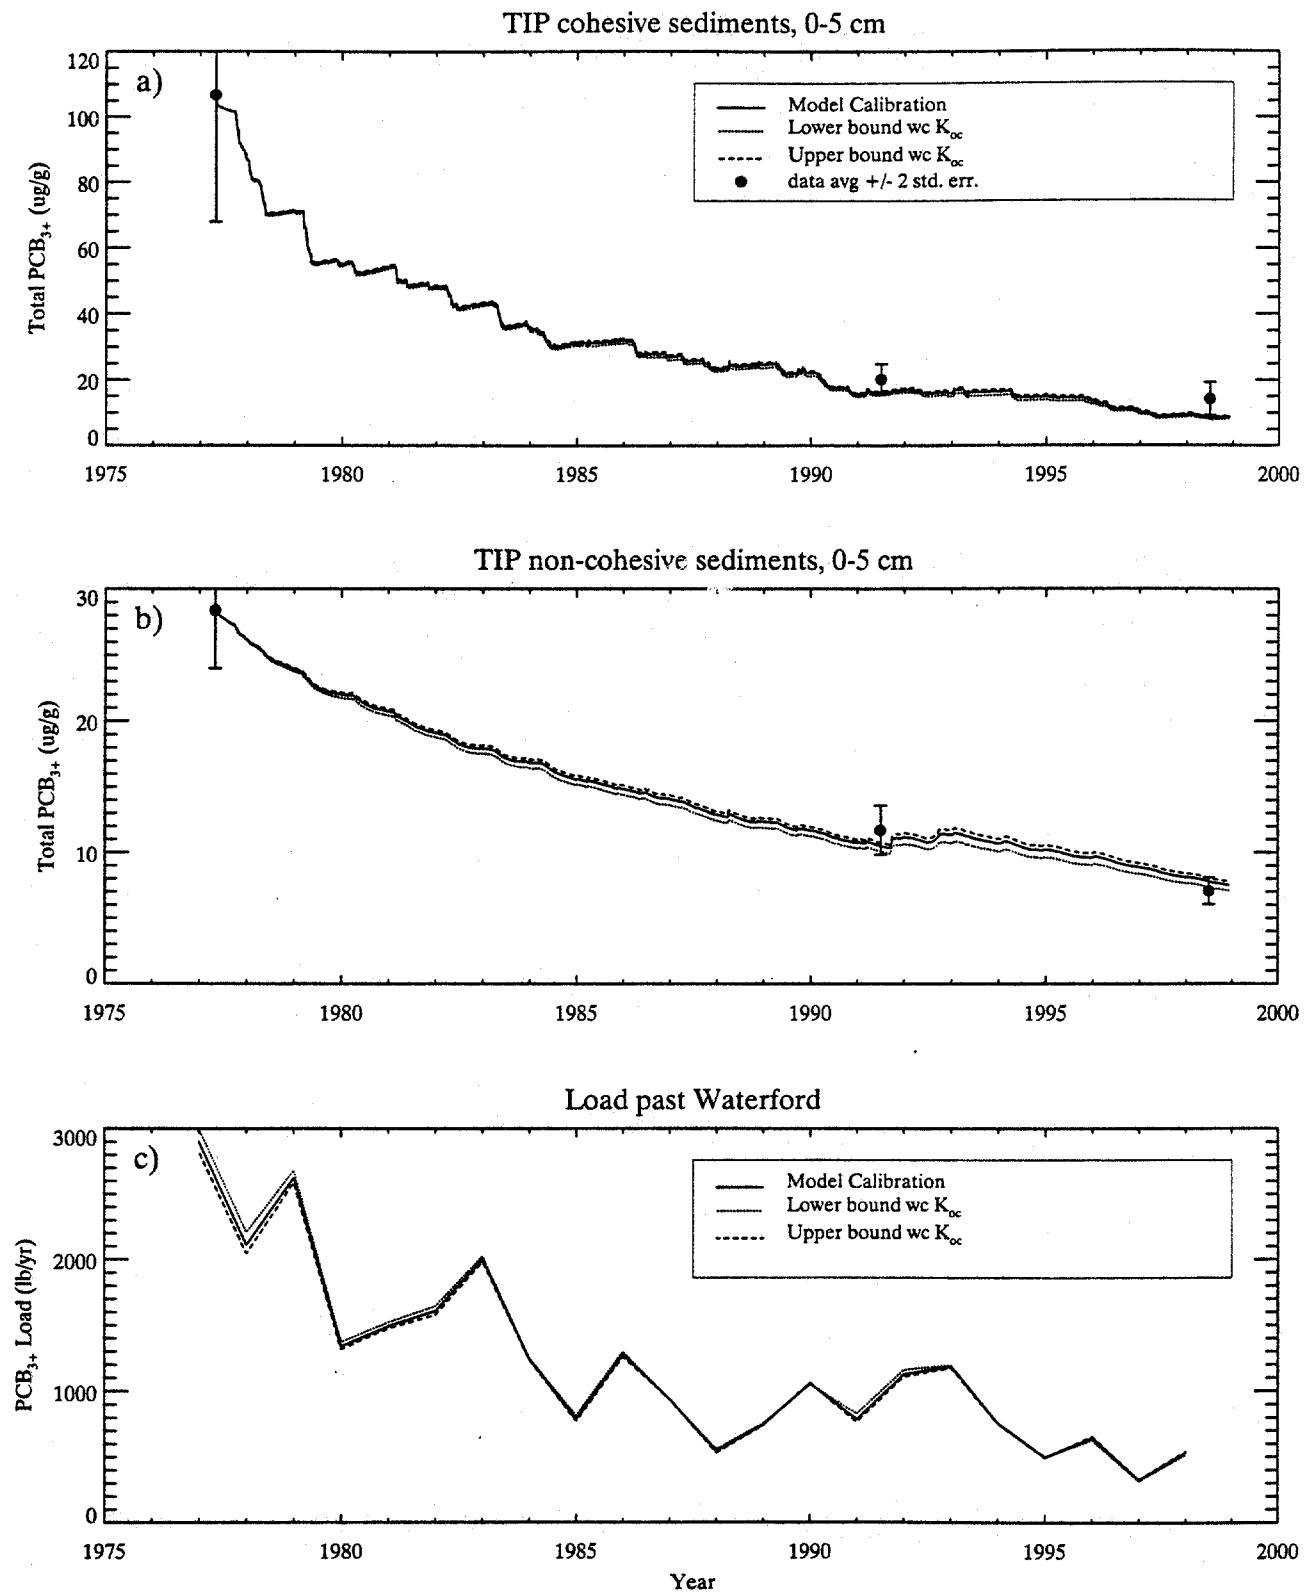 TIP cohesive sediments, 0-5 cm
a)
Model Calibration
Lower bound wc Koc
Upper bound wc Koc
data avg +/- 2 std. err.
Total PCB3+ (ug/g)
120
100
80
60
40
20
0
1975 1980 1985 1990 1995 2000
TIP non-cohesive sediments, 0-5 cm
b)
Total PCB3+ (ug/g)
30
20
10
0
1975 1980 1985 1990 1995 2000
Load past Waterford
c)
Model Calibration
Lower bound wc Koc
Upper bound wc Koc
PCB3+ Load (lb/yr)
3000
2000
1000
0
1975 1980 1985 1990 1995 2000
Year